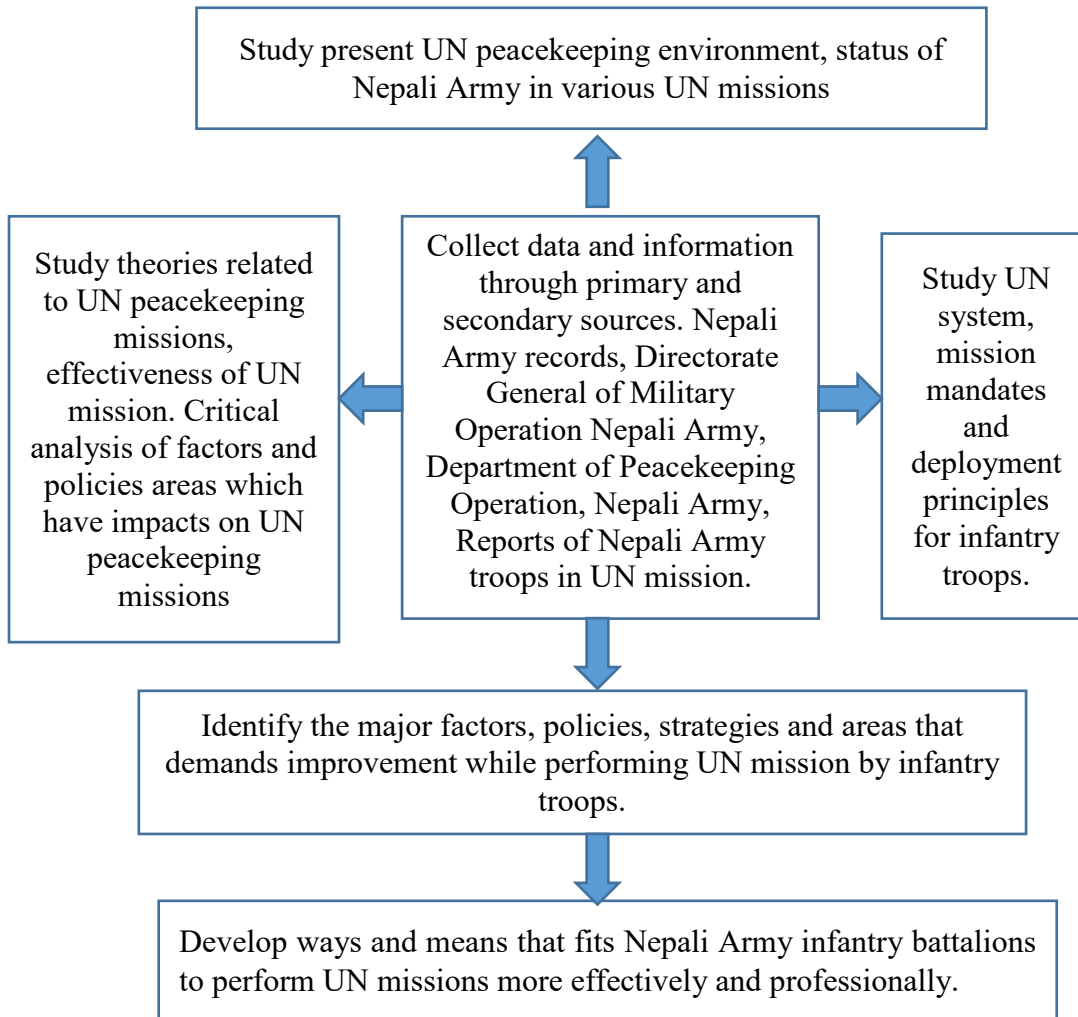 Study present UN peacekeeping environment, status of
Nepali Army in various UN missions
Study theories related
to UN peacekeeping
missions,
effectiveness of UN
mission. Critical
analysis of factors and
policies areas which
have impacts on UN
peacekeeping
missions
Collect data and information
through primary and
secondary sources. Nepali
Army records, Directorate
General of Military
Operation Nepali Army,
Department of Peacekeeping
Operation, Nepali Army,
Reports of Nepali Army
troops in UN mission.
Study UN
system,
mission
mandates
and
deployment
principles
for infantry
troops.
Identify the major factors, policies, strategies and areas that
demands improvement while performing UN mission by infantry
troops.
Develop ways and means that fits Nepali Army infantry battalions
to perform UN missions more effectively and professionally.